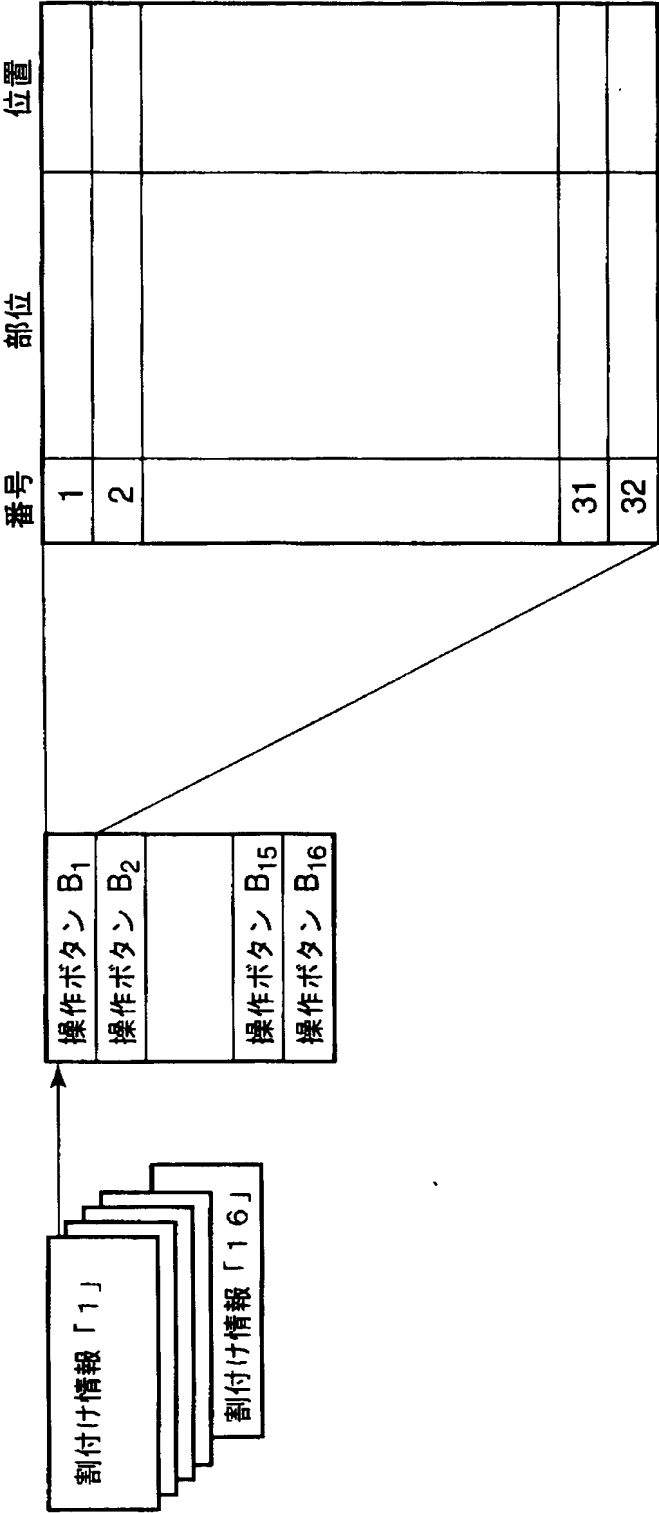 割付け情報「1」
割付け情報「16」
操作ボタン B1
操作ボタン B2
操作ボタン B15
操作ボタン B16
番号 部位 位置
1
2
31
32